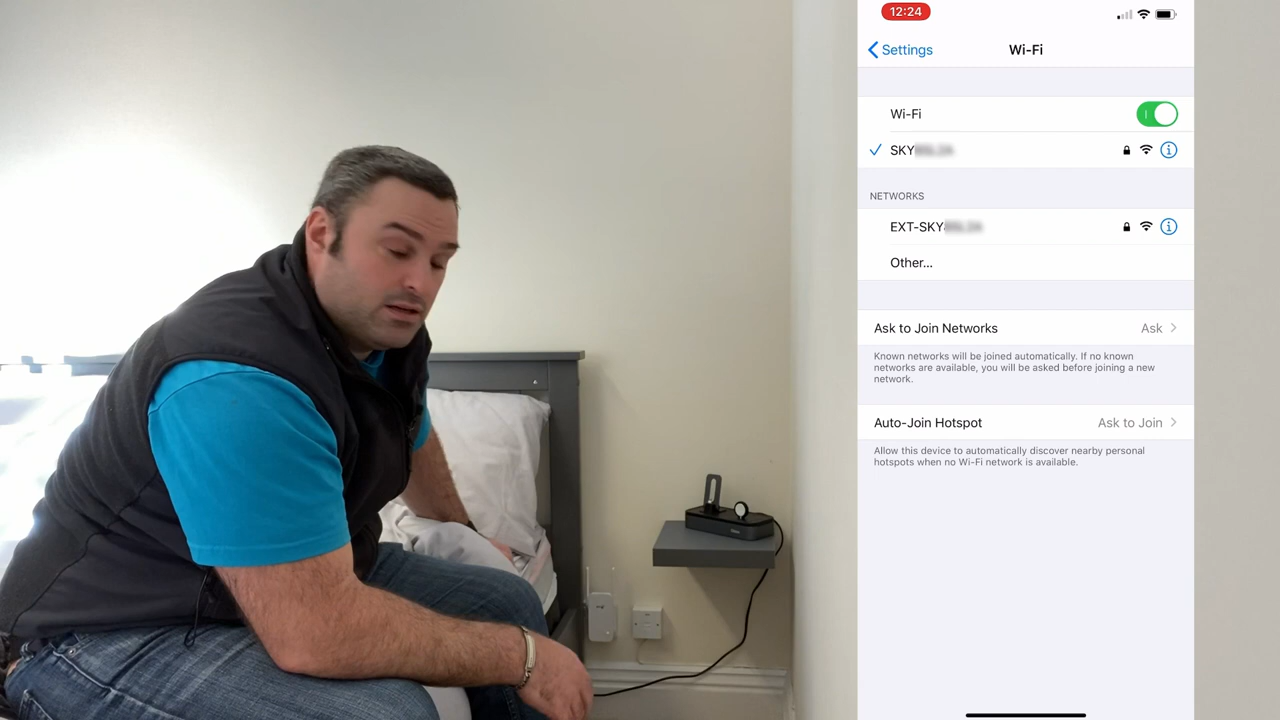 12:24
Settings
Wi-Fi
Wi-Fi
SKY
NETWORKS
EXT-SKY
Other...
Ask to Join Networks
Ask
Known networks will be joined automatically. If no known
networks are available, you will be asked before joining a new
network.
Auto-Join Hotspot
Ask to Join
Allow this device to automatically discover nearby personal
hotspots when no Wi-Fi network is available.